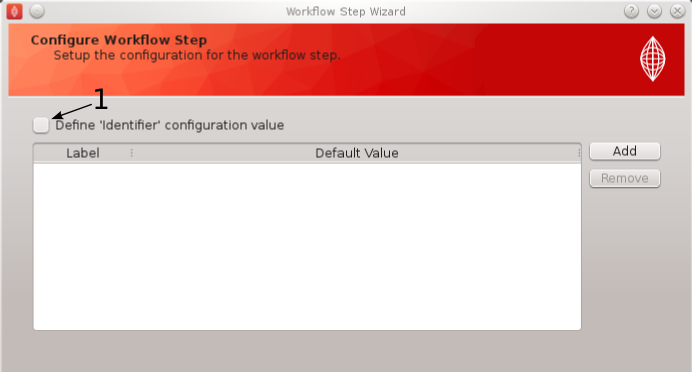 Workflow Step Wizard
Configure Workflow Step
Setup the configuration for the workflow step.
1
Define 'Identifier' configuration value
Label Default Value
Add
Remove